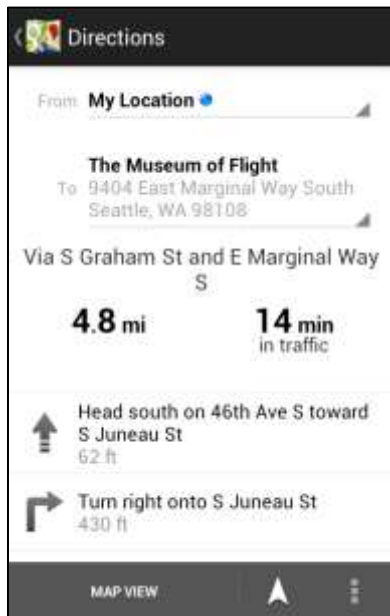 Directions
From My Location
The Museum of Flight
To 9404 East Marginal Way South
Seattle, WA 98108
Via S Graham St and E Marginal Way
S
4.8 mi 14 min
in traffic
Head south on 46th Ave S toward
S Juneau St
62 ft
Turn right onto S Juneau St
430 ft
MAP VIEW